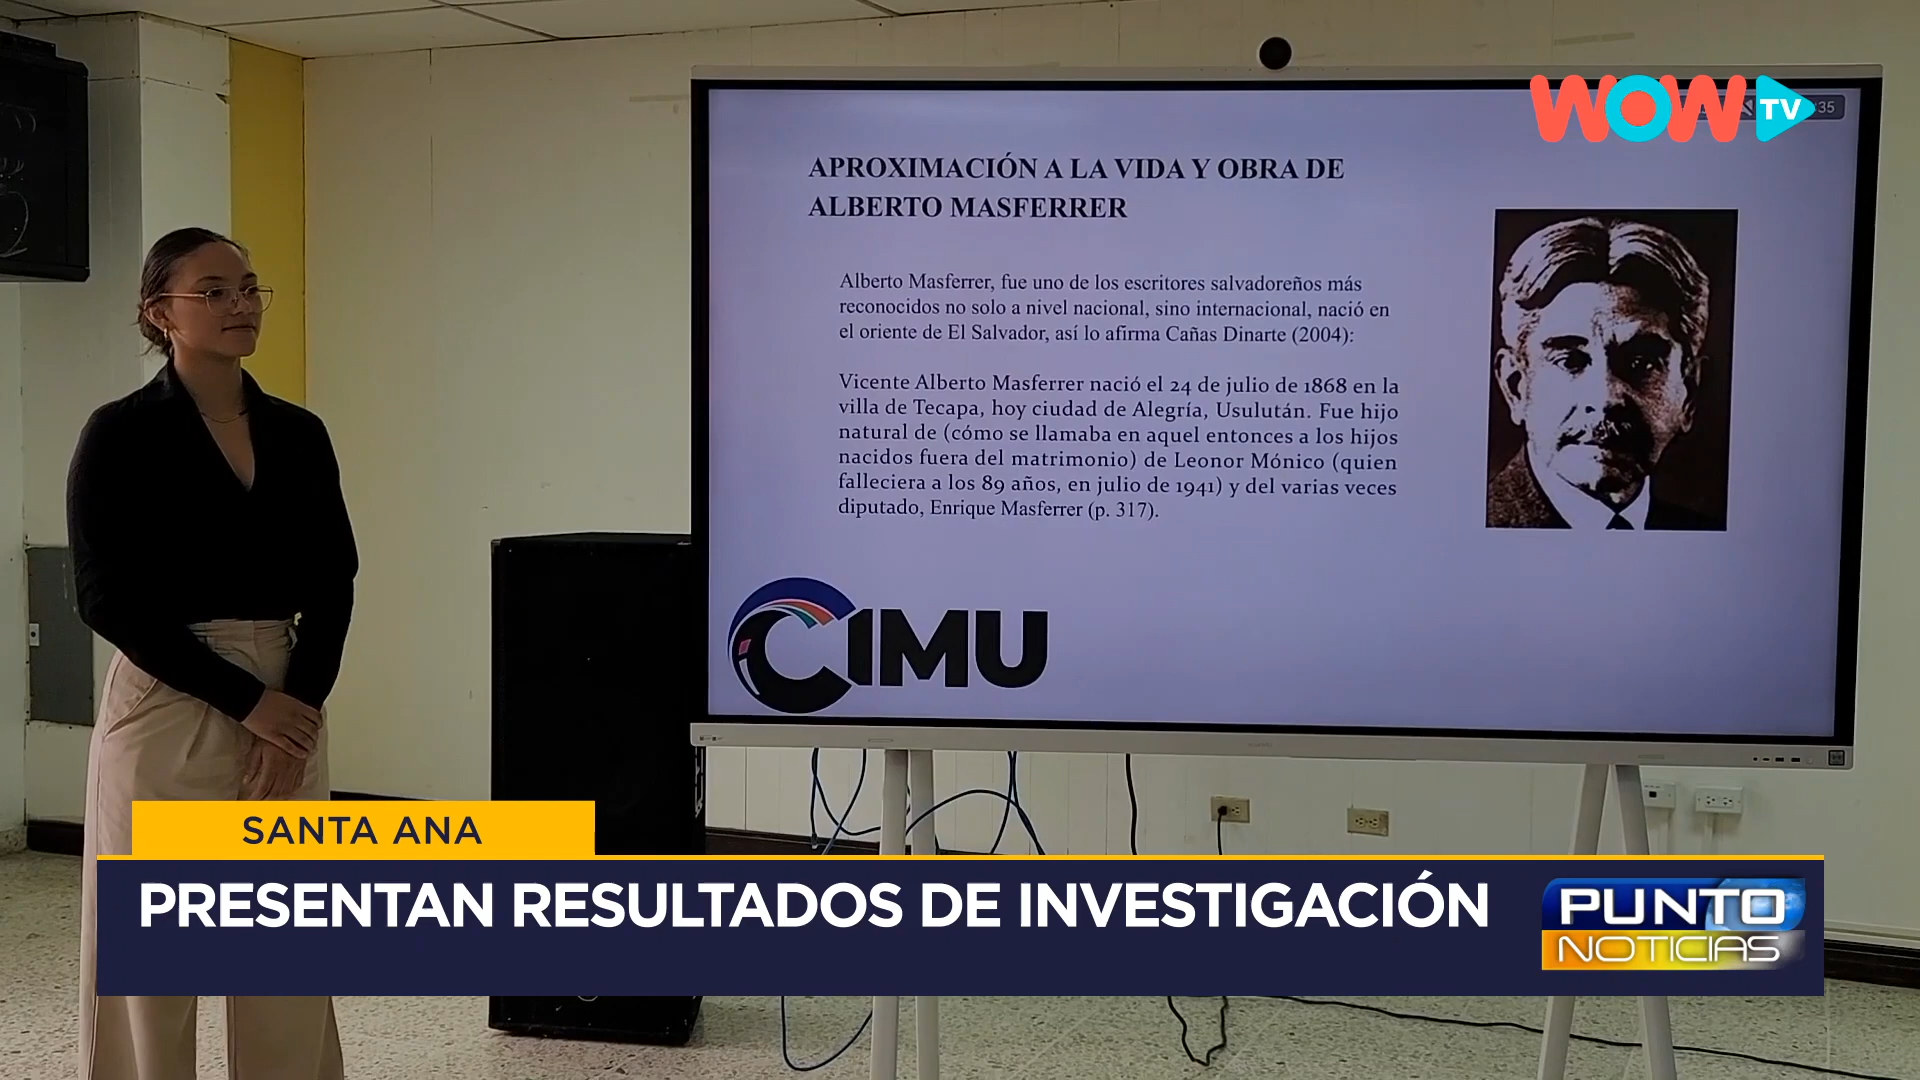 WOW TV
:35
APROXIMACIÓN A LA VIDA Y OBRA DE
ALBERTO MASFERRER
Alberto Masferrer, fue uno de los escritores salvadoreños más
reconocidos no solo a nivel nacional, sino internacional, nació en
el oriente de El Salvador, así lo afirma Cañas Dinarte (2004):
Vicente Alberto Masferrer nació el 24 de julio de 1868 en la
villa de Tecapa, hoy ciudad de Alegría, Usulután. Fue hijo
natural de (cómo se llamaba en aquel entonces a los hijos
nacidos fuera del matrimonio) de Leonor Mónico (quien
falleciera a los 89 años, en julio de 1941) y del varias veces
diputado, Enrique Masferrer (p. 317).
CIMU
SANTA ANA
PRESENTAN RESULTADOS DE INVESTIGACIÓN
PUNTO
NOTICIAS